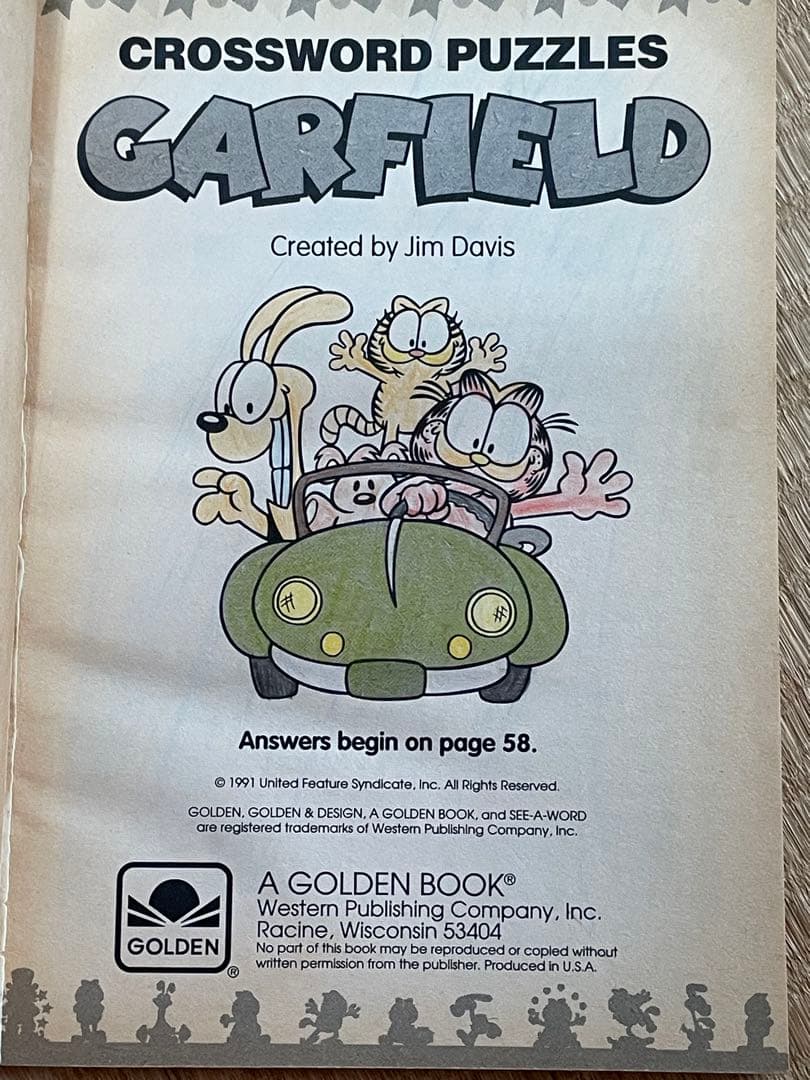 CROSSWORD PUZZLES
GARFIELD
Created by Jim Davis
Answers begin on page 58.
© 1991 United Feature Syndicate, Inc. All Rights Reserved.
GOLDEN, GOLDEN & DESIGN, A GOLDEN BOOK, and SEE-A-WORD
are registered trademarks of Western Publishing Company, Inc.
GOLDEN
®
A GOLDEN BOOK®
Western Publishing Company, Inc.
Racine, Wisconsin 53404
No part of this book may be reproduced or copied without
written permission from the publisher. Produced in U.S.A.